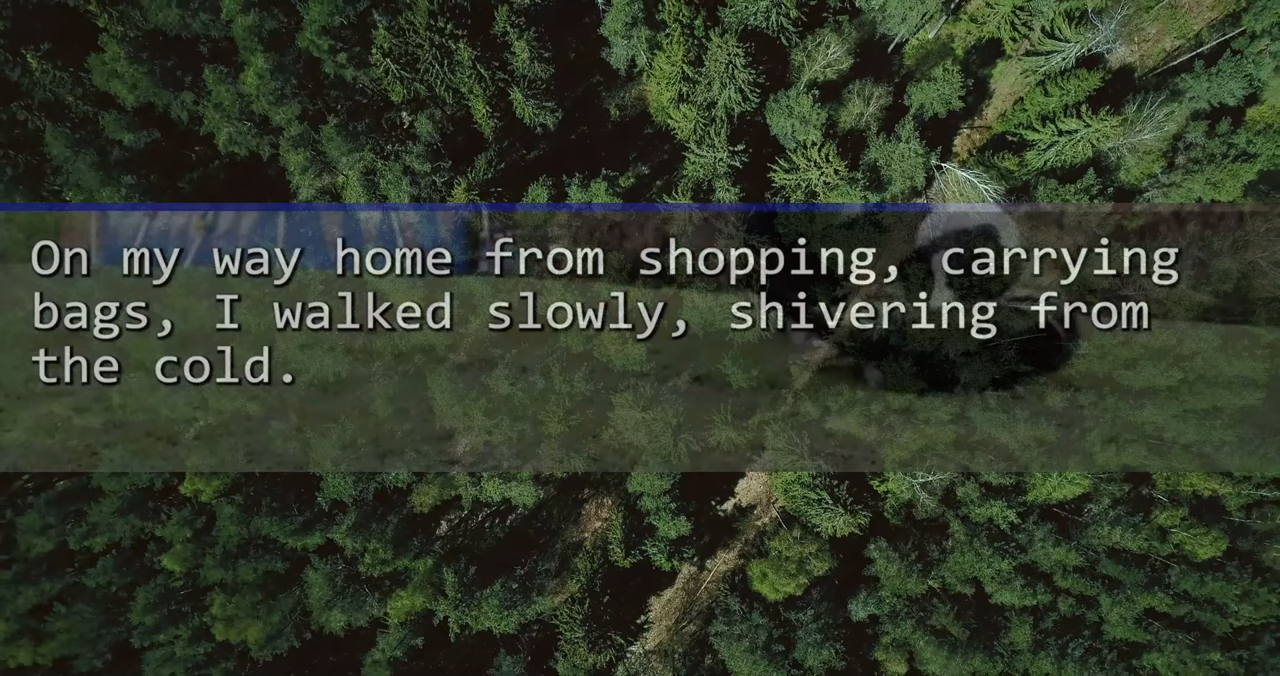 On my way home from shopping, carrying
bags, I walked slowly, shivering from
the cold.